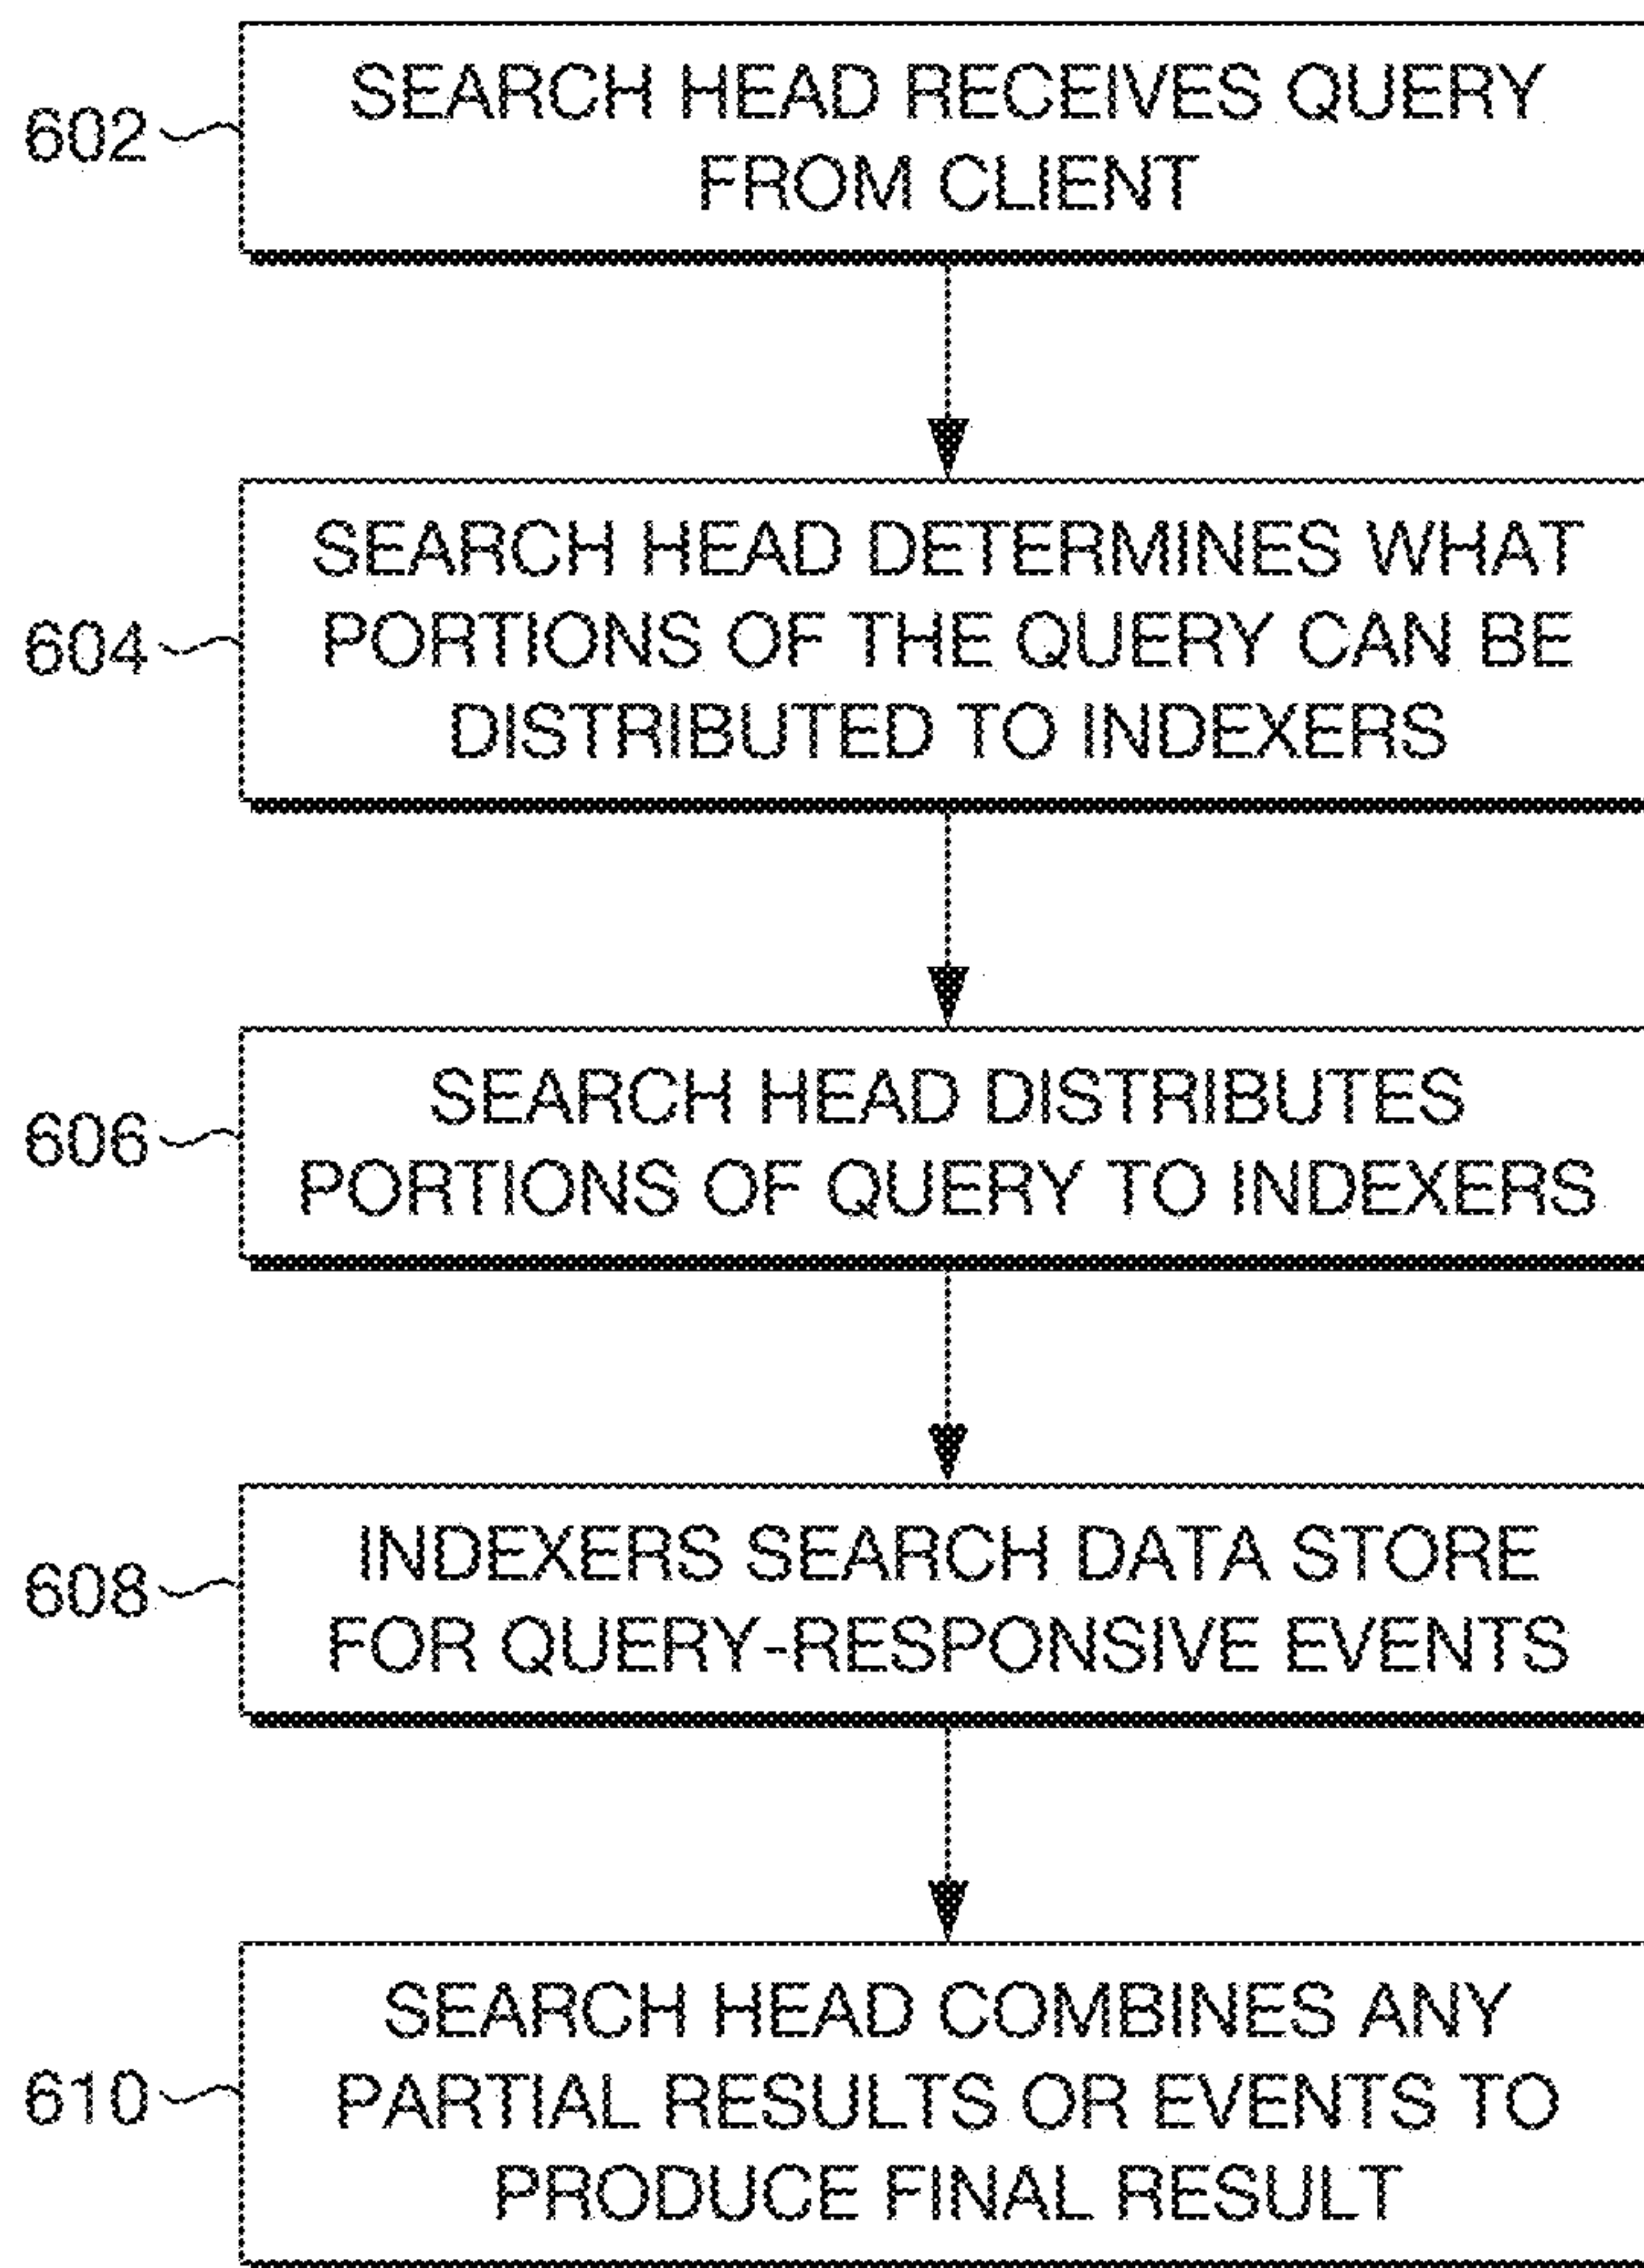 602
SEARCH HEAD RECEIVES QUERY
FROM CLIENT
604
SEARCH HEAD DETERMINES WHAT
PORTIONS OF THE QUERY CAN BE
DISTRIBUTED TO INDEXERS
606
SEARCH HEAD DISTRIBUTES
PORTIONS OF QUERY TO INDEXERS
608
INDEXERS SEARCH DATA STORE
FOR QUERY-RESPONSIVE EVENTS
610
SEARCH HEAD COMBINES ANY
PARTIAL RESULTS OR EVENTS TO
PRODUCE FINAL RESULT